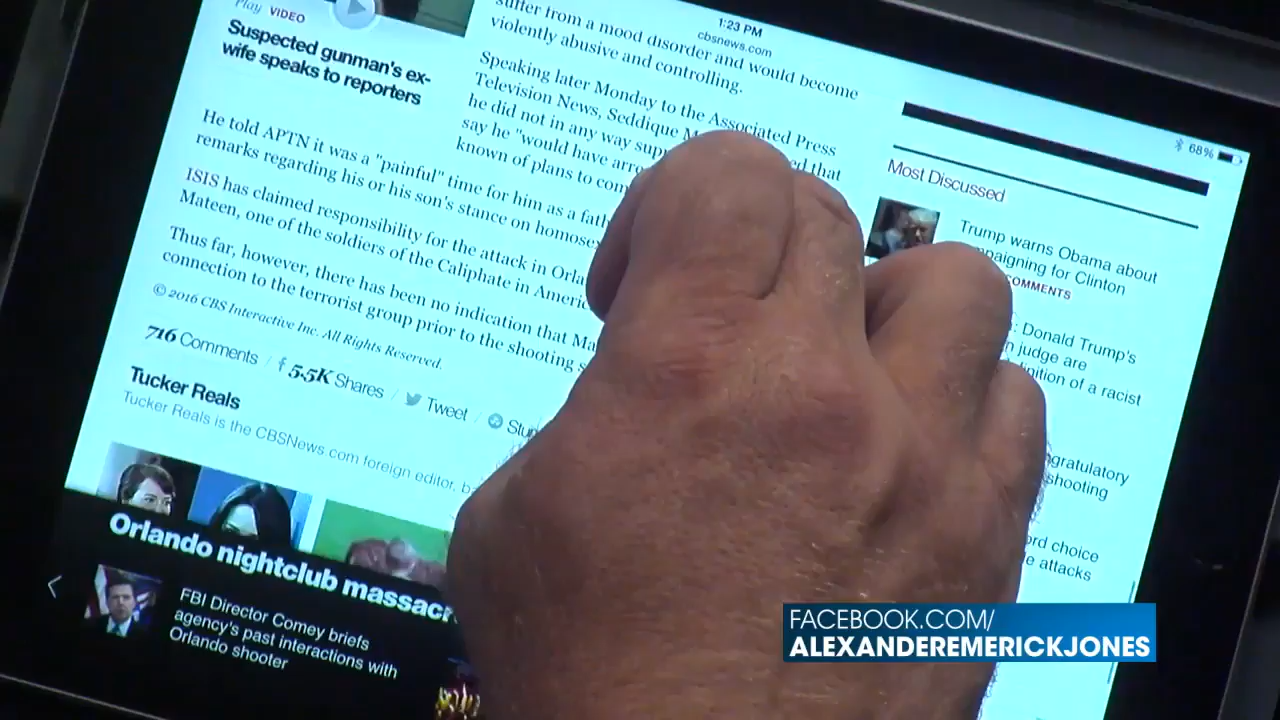 1:23 PM
cbsnews.com
68%
Play VIDEO
Suspected gunman's ex-
wife speaks to reporters
suffer from a mood disorder and would become
violently abusive and controlling.
Speaking later Monday to the Associated Press
Television News, Seddique
he did not in any way that
say he "would have
known of plans to
He told APTN it was a "painful" time for him as a
remarks regarding his or his son's stance on
ISIS has claimed responsibility for the attack in
Mateen, one of the soldiers of the Caliphate in
Thus far, however, there has been no indication that
connection to the terrorist group prior to the shooting
© 2016 CBS Interactive Inc. All Rights Reserved.
716 Comments / f 5.5K Shares / Tweet /
Tucker Reals
Tucker Reals is the CBSNews.com foreign editor,
Orlando nightclub
FBI Director Comey briefs
agency's past interactions with
Orlando shooter
Most Discussed
Trump warns Obama about
for Clinton
: Donald Trump's
judge are
of a racist
shooting
choice
attacks
FACEBOOK.COM/
ALEXANDEREMERICKJONES